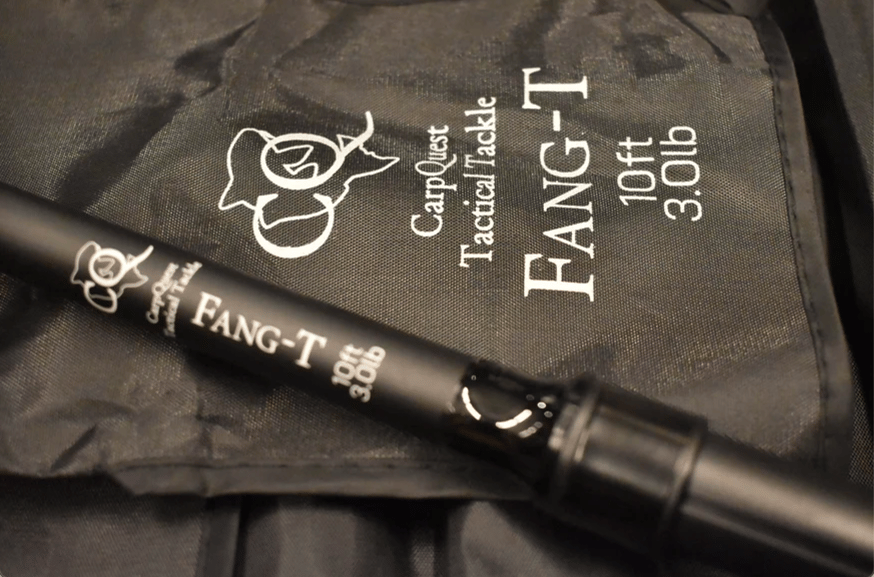 CQ
CarpQuest
Tactical Tackle
FANG-T
10ft
3.0lb
CQ
CarpQuest
Tactical Tackle
FANG-T
10ft
3.0lb